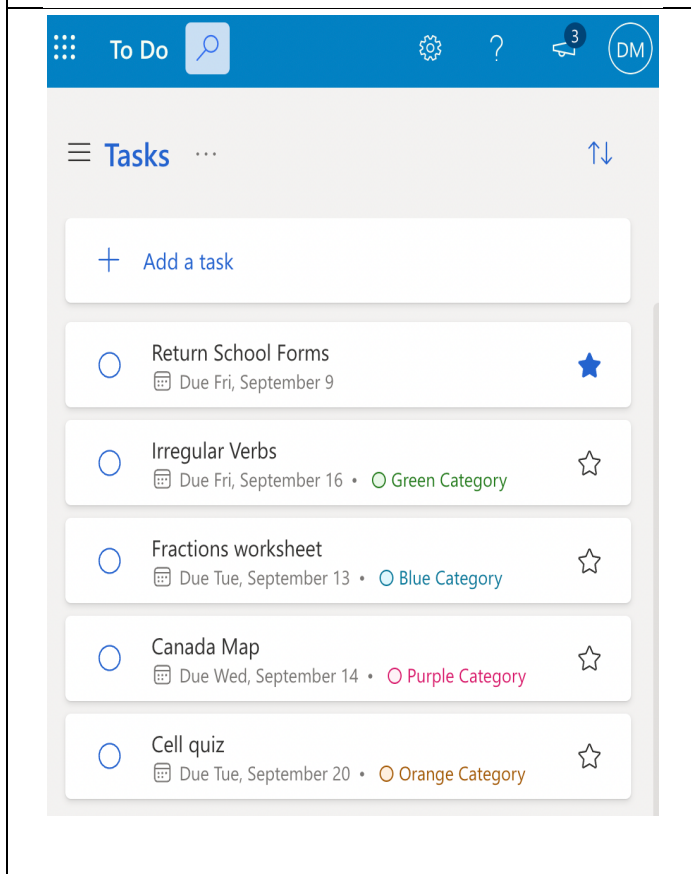 To Do
3
DM
Tasks
Add a task
Return School Forms
Due Fri, September 9
Irregular Verbs
Due Fri, September 16 • Green Category
Fractions worksheet
Due Tue, September 13 • Blue Category
Canada Map
Due Wed, September 14 • Purple Category
Cell quiz
Due Tue, September 20 • Orange Category